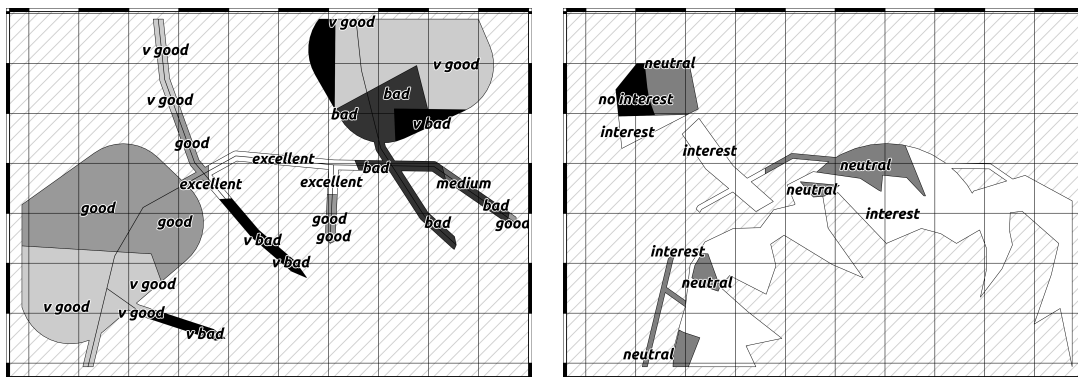 v good
v good
v good
bad
bad
v bad
v good
good
excellent
bad
excellent
excellent
medium
good
good
bad
good
good
bad
good
v bad
v bad
v good
v good
v good
v bad
neutral
no interest
interest
interest
neutral
neutral
interest
interest
neutral
neutral